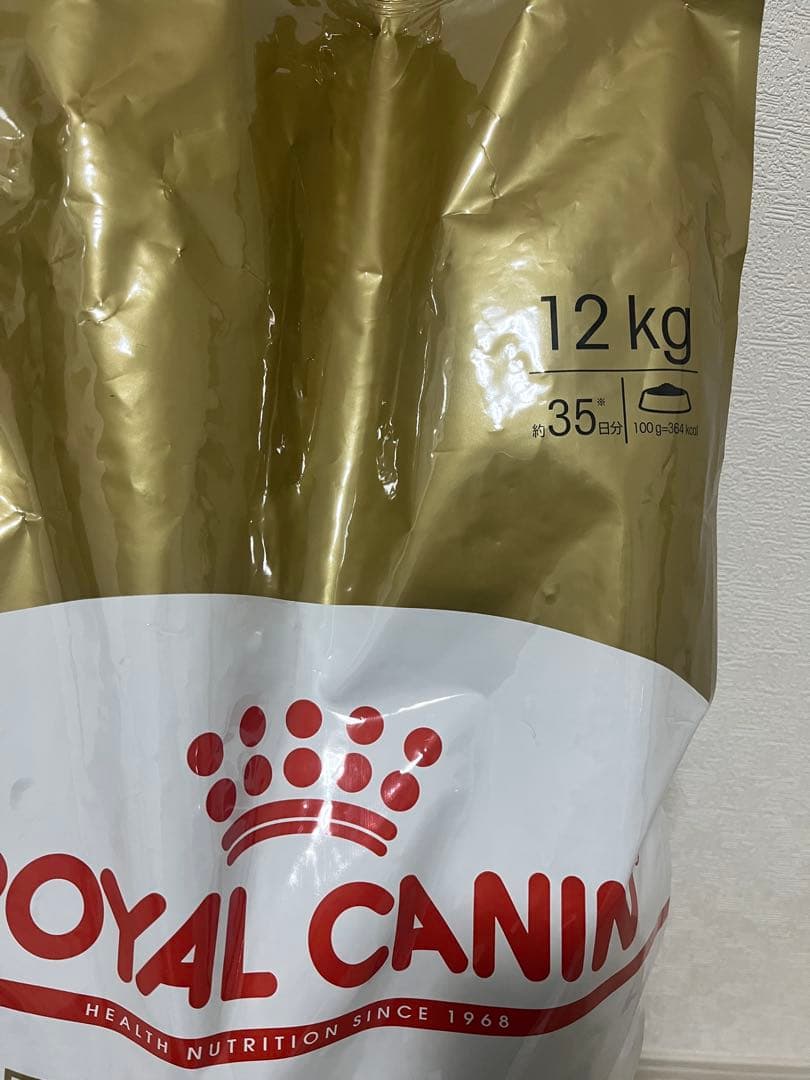 12 kg
約35※日分
100 g=364 kcal
ROYAL CANIN
HEALTH NUTRITION SINCE 1968